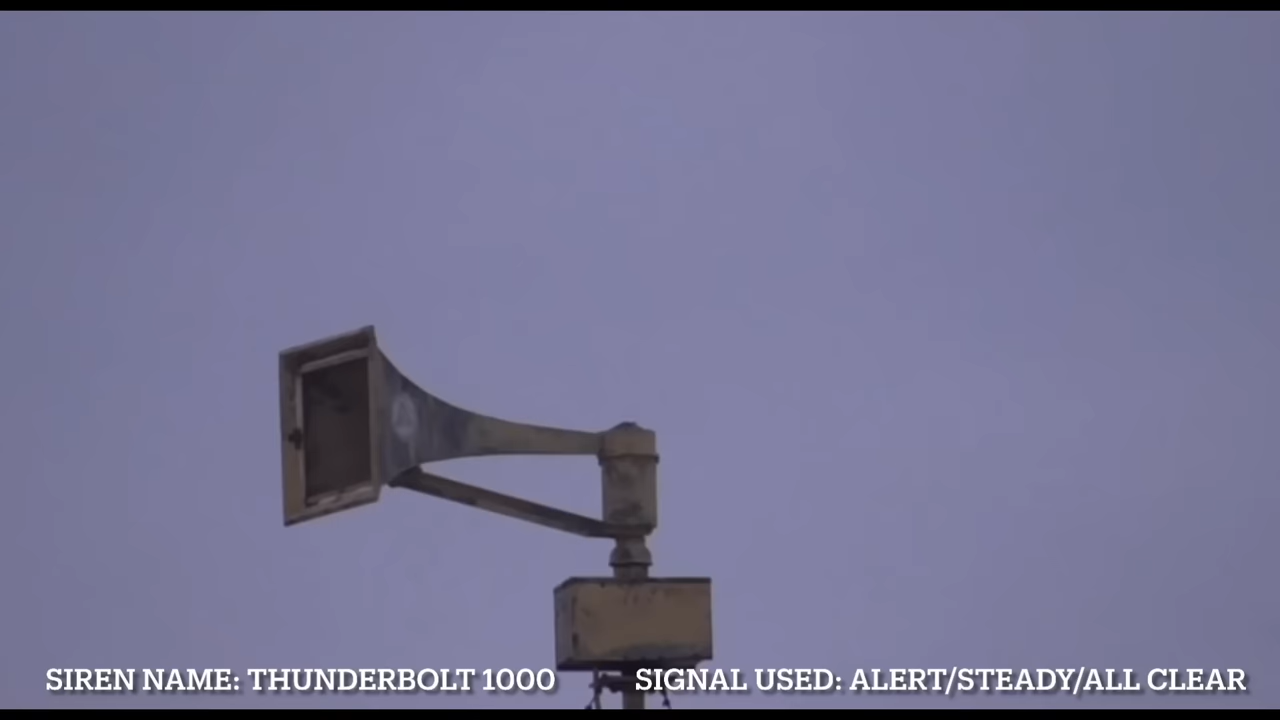 SIREN NAME: THUNDERBOLT 1000
SIGNAL USED: ALERT/STEADY/ALL CLEAR